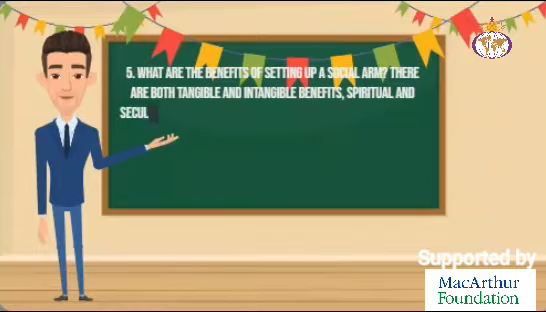 5. WHAT ARE THE BENEFITS OF SETTING UP A SOCIAL ARM? THERE
ARE BOTH TANGIBLE AND INTANGIBLE BENEFITS, SPIRITUAL AND
SECUL
Supported by
MacArthur
Foundation